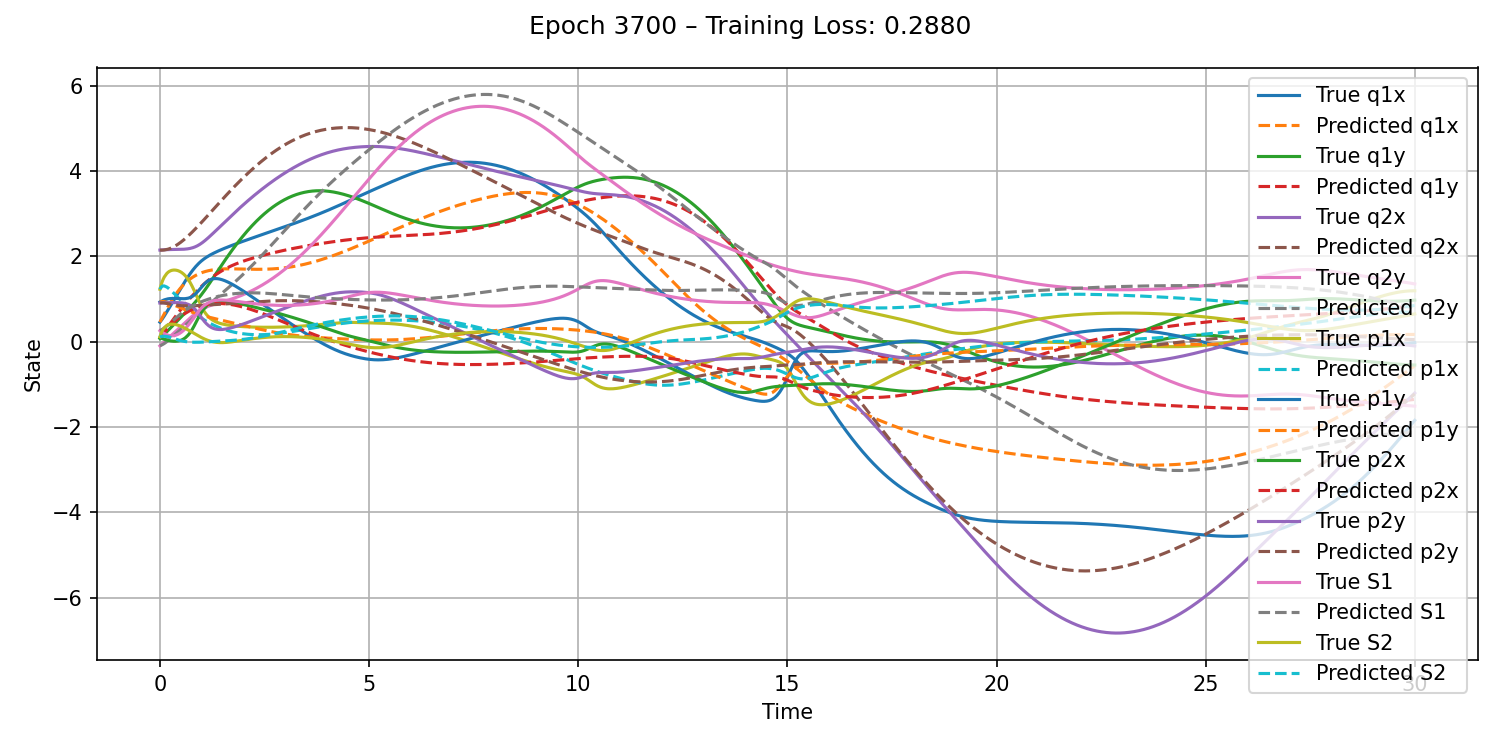 Epoch 3700 – Training Loss: 0.2880
State
6
4
2
0
−2
−4
−6
0
5
10
15
20
25
30
Time
True q1x
Predicted q1x
True q1y
Predicted q1y
True q2x
Predicted q2x
True q2y
Predicted q2y
True p1x
Predicted p1x
True p1y
Predicted p1y
True p2x
Predicted p2x
True p2y
Predicted p2y
True S1
Predicted S1
True S2
Predicted S2